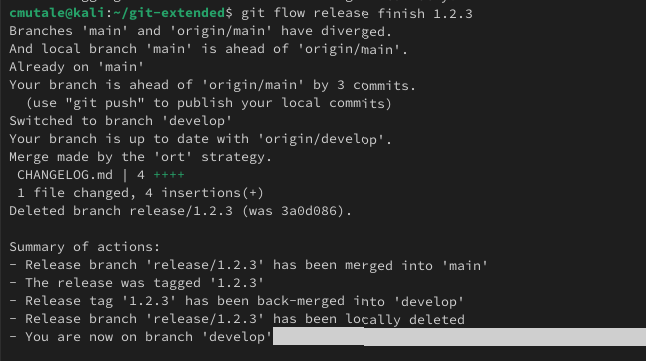 cmutale@kali:~/git-extended$ git flow release finish 1.2.3
Branches 'main' and 'origin/main' have diverged.
And local branch 'main' is ahead of 'origin/main'.
Already on 'main'
Your branch is ahead of 'origin/main' by 3 commits.
  (use "git push" to publish your local commits)
Switched to branch 'develop'
Your branch is up to date with 'origin/develop'.
Merge made by the 'ort' strategy.
 CHANGELOG.md | 4 ++++
 1 file changed, 4 insertions(+)
Deleted branch release/1.2.3 (was 3a0d086).

Summary of actions:
- Release branch 'release/1.2.3' has been merged into 'main'
- The release was tagged '1.2.3'
- Release tag '1.2.3' has been back-merged into 'develop'
- Release branch 'release/1.2.3' has been locally deleted
- You are now on branch 'develop'